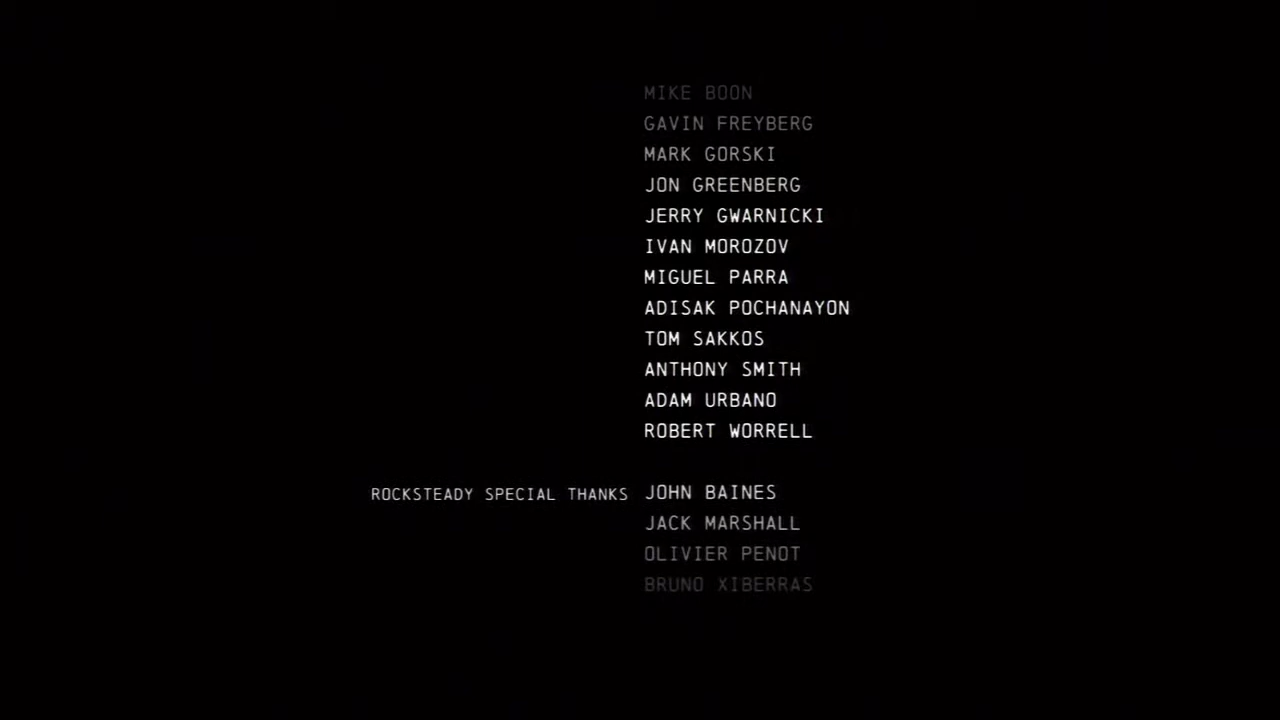 MIKE BOON
GAVIN FREYBERG
MARK GORSKI
JON GREENBERG
JERRY GWARNICKI
IVAN MOROZOV
MIGUEL PARRA
ADISAK POCHANAYON
TOM SAKKOS
ANTHONY SMITH
ADAM URBANO
ROBERT WORRELL
ROCKSTEADY SPECIAL THANKS JOHN BAINES
JACK MARSHALL
OLIVIER PENOT
BRUNO XIBERRAS